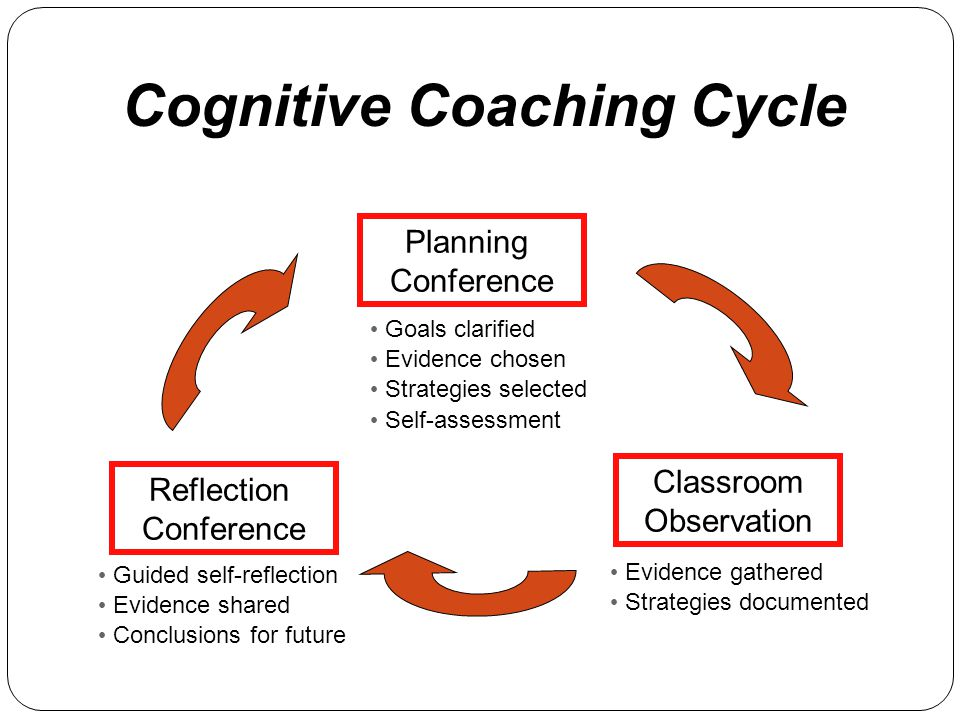 Cognitive Coaching Cycle
Planning
Conference
• Goals clarified
• Evidence chosen
• Strategies selected
• Self-assessment
Classroom
Observation
• Evidence gathered
• Strategies documented
Reflection
Conference
• Guided self-reflection
• Evidence shared
• Conclusions for future